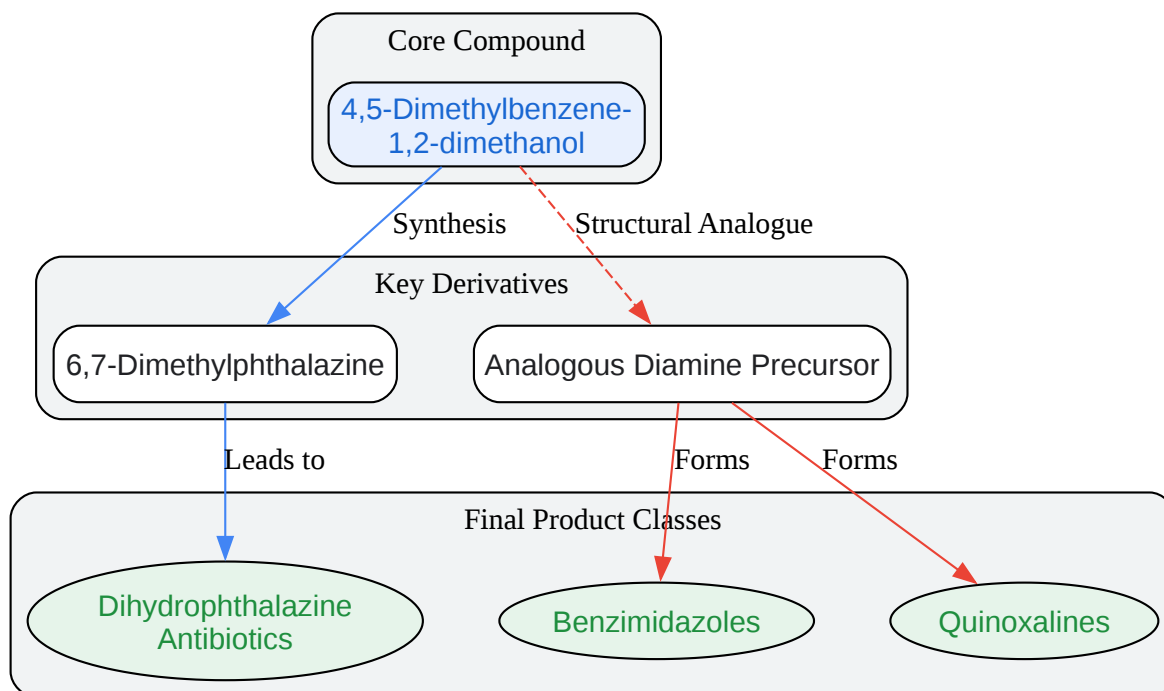 Core Compound
4,5-Dimethylbenzene-
1,2-dimethanol
Synthesis
Structural Analogue
Key Derivatives
6,7-Dimethylphthalazine
Analogous Diamine Precursor
Leads to
Forms
Forms
Final Product Classes
Dihydrophthalazine
Antibiotics
Benzimidazoles
Quinoxalines